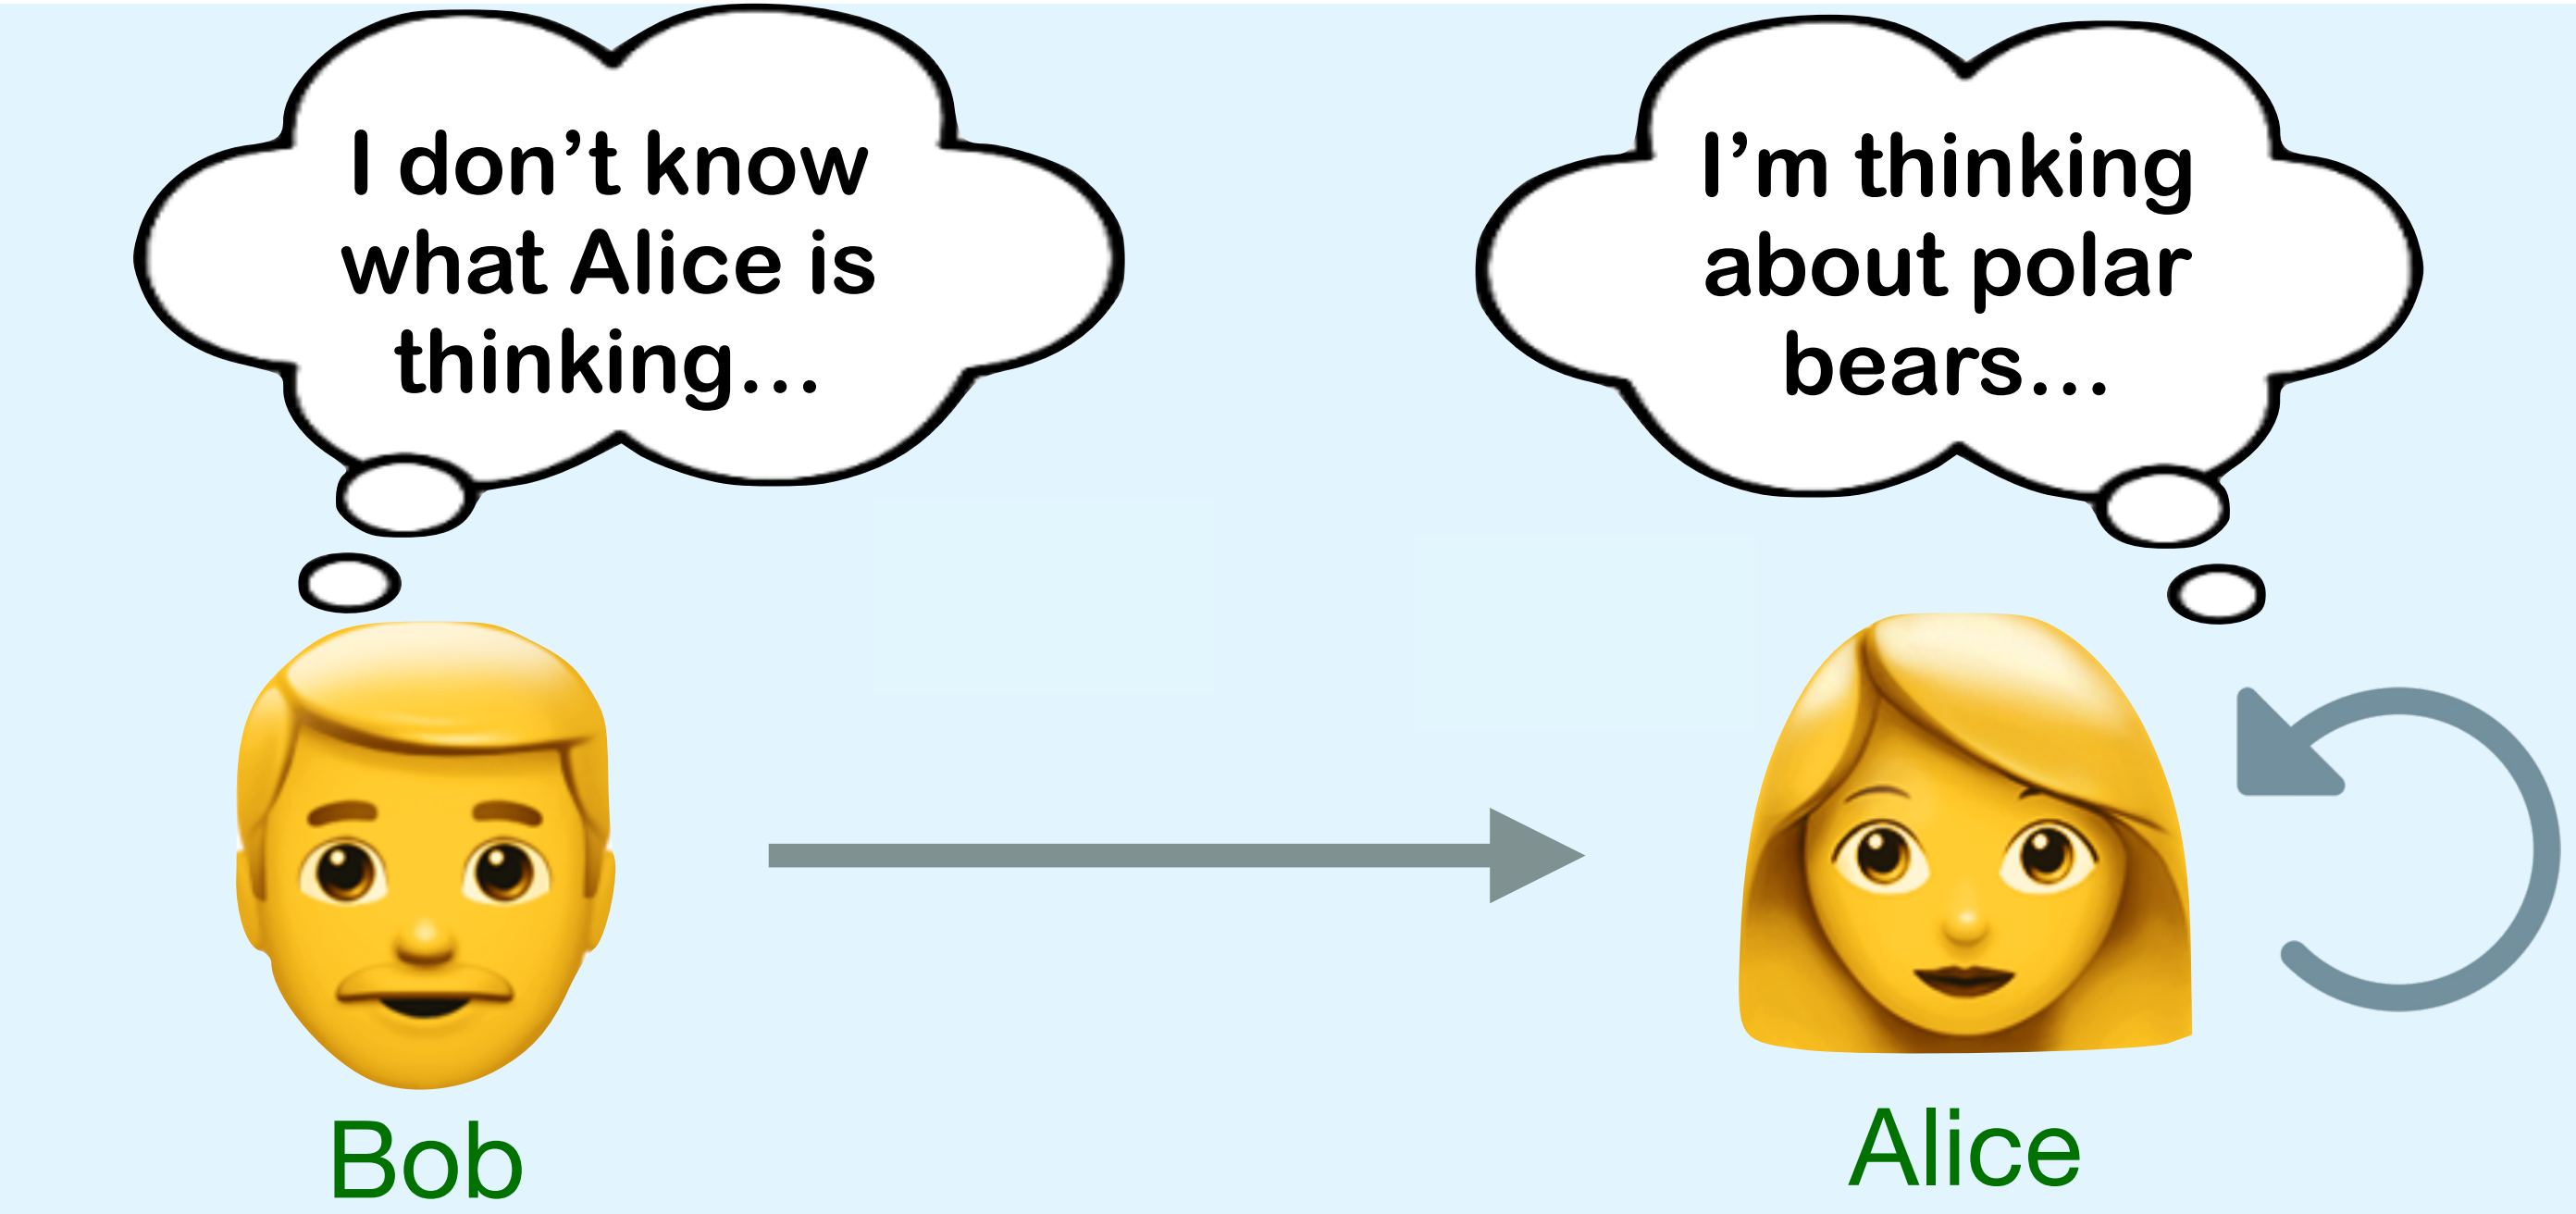 I don’t know
what Alice is
thinking...
I’m thinking
about polar
bears...
Bob
Alice